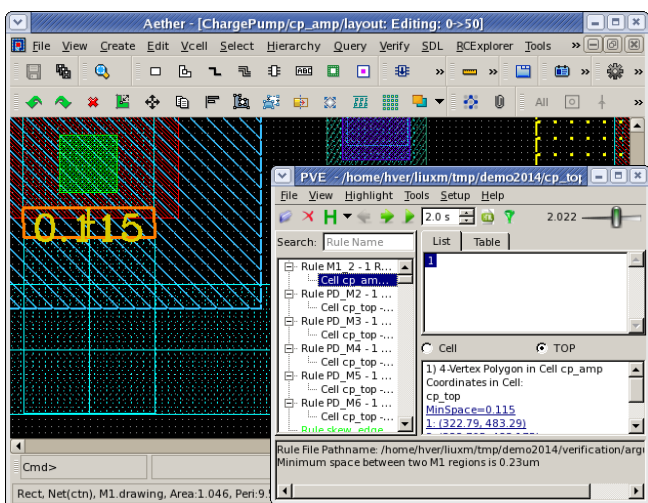 Aether - [ChargePump/cp_amp/layout: Editing: 0->50]
File View Create Edit Vcell Select Hierarchy Query Verify SDL RCExplorer Tools »
ABC
All
0.115
PVE - /home/hver/liuxm/tmp/demo2014/cp_top
File View Highlight Tools Setup Help
H 2.0 s 2.022
Search: Rule Name
List Table
Rule M1_2 - 1 R...
Cell cp_am...
Rule PD_M2 - 1 ...
Cell cp_top -...
Rule PD_M3 - 1 ...
Cell cp_top -...
Rule PD_M4 - 1 ...
Cell cp_top -...
Rule PD_M5 - 1 ...
Cell cp_top -...
Rule PD_M6 - 1 ...
Cell cp_top -...
Rule skew_edge
1
Cell TOP
1) 4-Vertex Polygon in Cell cp_amp
Coordinates in Cell:
cp_top
MinSpace=0.115
1: (322.79, 483.29)
Rule File Pathname: /home/hver/liuxm/tmp/demo2014/verification/argu
Minimum space between two M1 regions is 0.23um
Cmd>
Rect, Net(ctn), M1.drawing, Area:1.046, Peri:9.